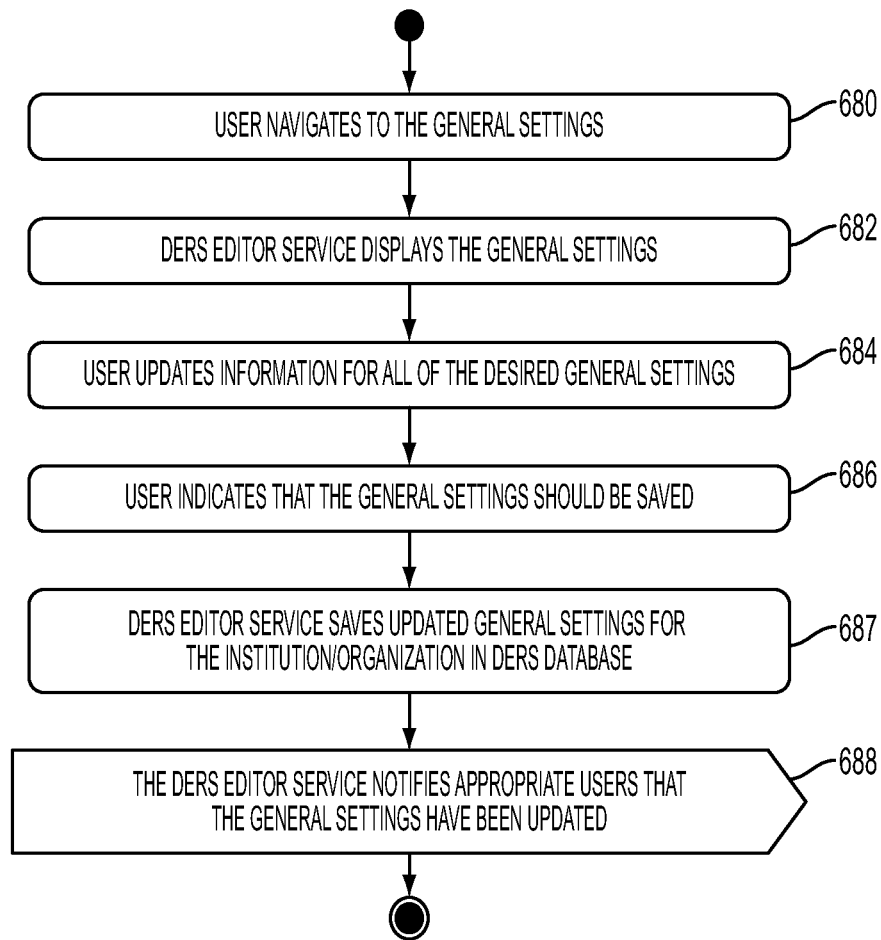 USER NAVIGATES TO THE GENERAL SETTINGS
680
DERS EDITOR SERVICE DISPLAYS THE GENERAL SETTINGS
682
USER UPDATES INFORMATION FOR ALL OF THE DESIRED GENERAL SETTINGS
684
USER INDICATES THAT THE GENERAL SETTINGS SHOULD BE SAVED
686
DERS EDITOR SERVICE SAVES UPDATED GENERAL SETTINGS FOR
THE INSTITUTION/ORGANIZATION IN DERS DATABASE
687
THE DERS EDITOR SERVICE NOTIFIES APPROPRIATE USERS THAT
THE GENERAL SETTINGS HAVE BEEN UPDATED
688